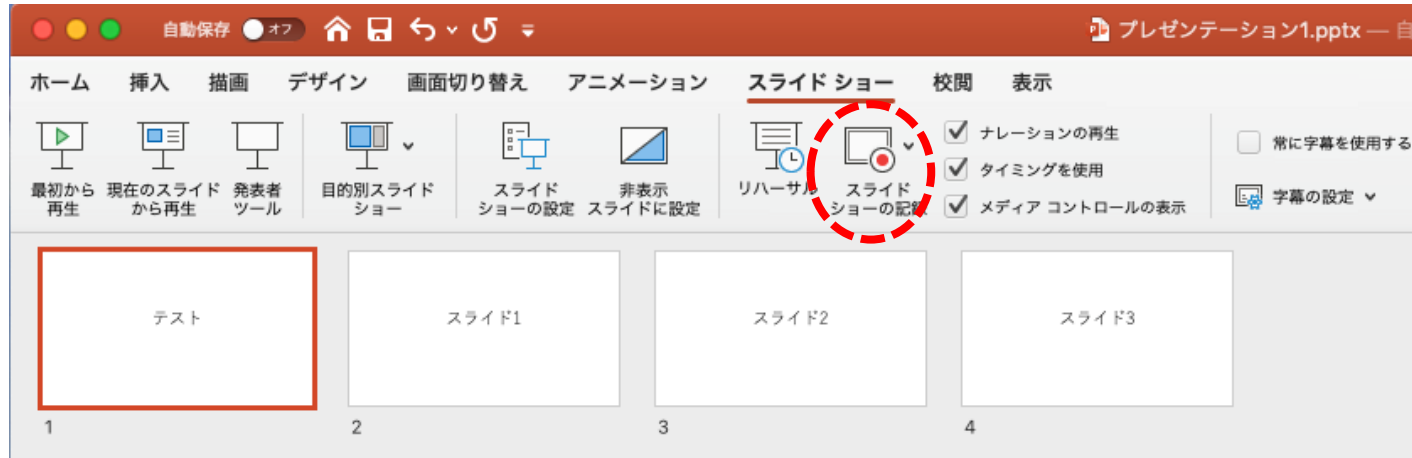 自動保存 オフ
プレゼンテーション1.pptx — 自
ホーム 挿入 描画 デザイン 画面切り替え アニメーション スライド ショー 校閲 表示
最初から
再生
現在のスライド
から再生
発表者
ツール
目的別スライド
ショー
スライド
ショーの設定
非表示
スライドに設定
リハーサル
スライド
ショーの記録
ナレーションの再生
タイミングを使用
メディア コントロールの表示
常に字幕を使用する
字幕の設定
テスト
1
スライド1
2
スライド2
3
スライド3
4